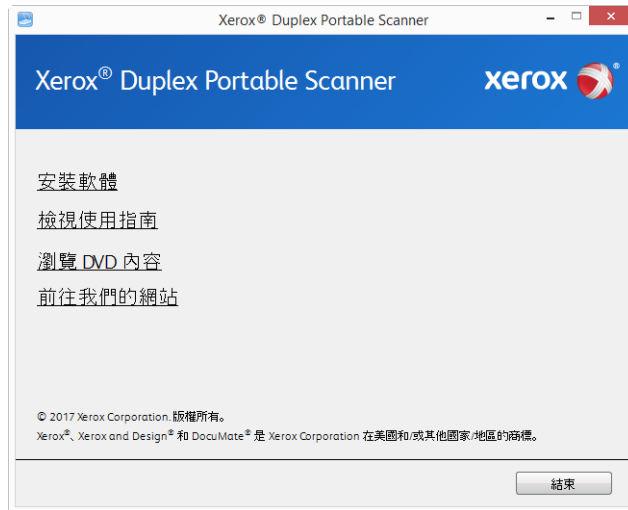 Xerox® Duplex Portable Scanner
Xerox® Duplex Portable Scanner
xerox®
安裝軟體
檢視使用指南
瀏覽 DVD 內容
前往我們的網站
© 2017 Xerox Corporation. 版權所有。
Xerox®、Xerox and Design® 和 DocuMate® 是 Xerox Corporation 在美國和/或其他國家/地區的商標。
結束